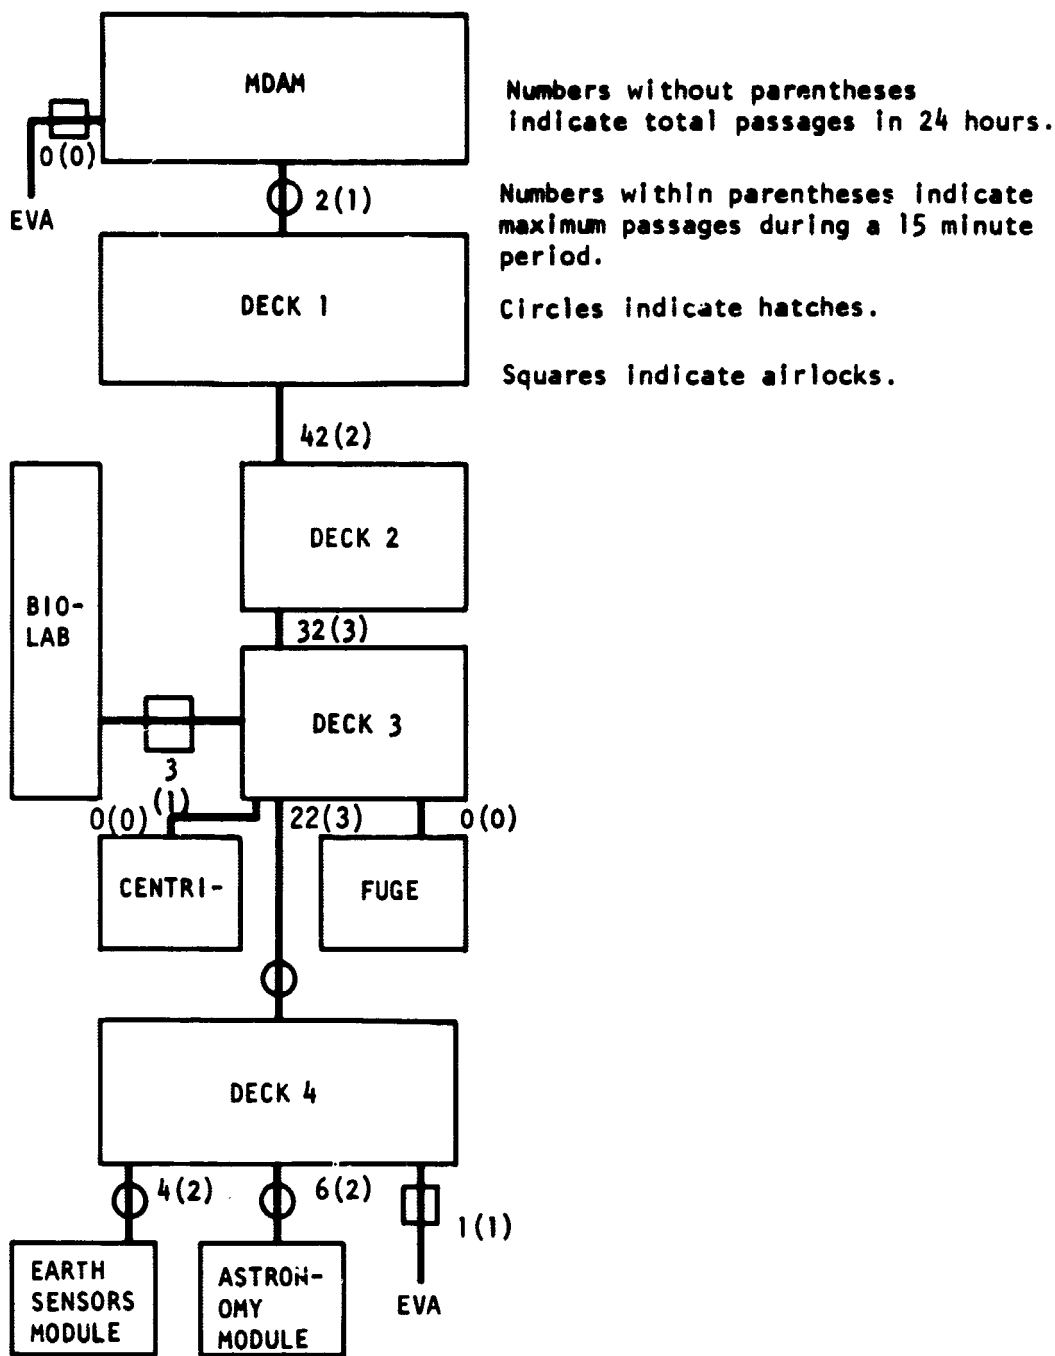 MDAM
Numbers without parentheses
indicate total passages in 24 hours.
0(0)
EVA
2(1)
Numbers within parentheses indicate
maximum passages during a 15 minute
period.
DECK 1
Circles indicate hatches.
Squares indicate airlocks.
42(2)
DECK 2
BIO-
LAB
32(3)
DECK 3
3
(1)
0(0)
22(3)
0(0)
CENTRI-
FUGE
DECK 4
4(2)
6(2)
1(1)
EARTH
SENSORS
MODULE
ASTRON-
OMY
MODULE
EVA